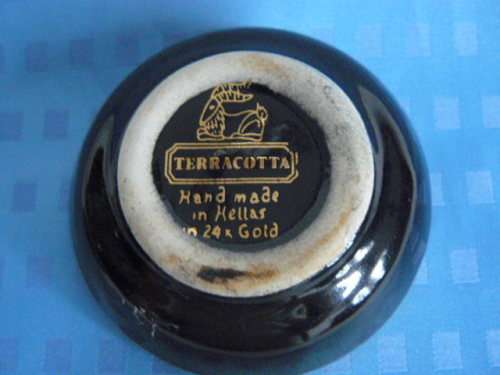 TERRACOTTA
Hand made
in Hellas
in 24 k Gold